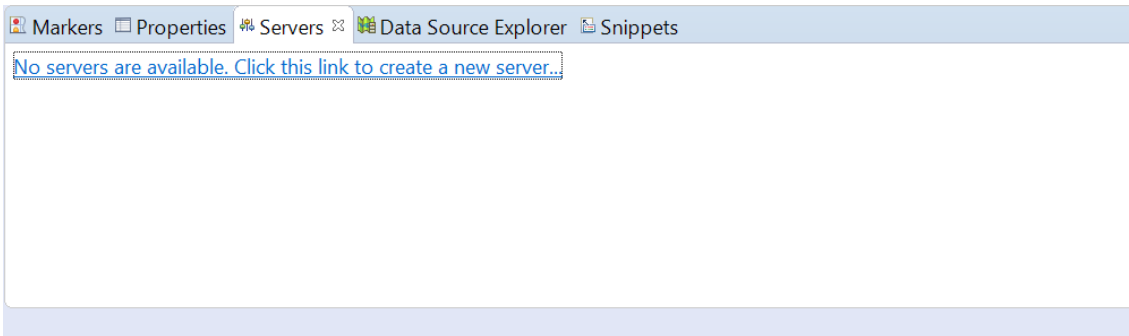 Markers Properties Servers Data Source Explorer Snippets
No servers are available. Click this link to create a new server...